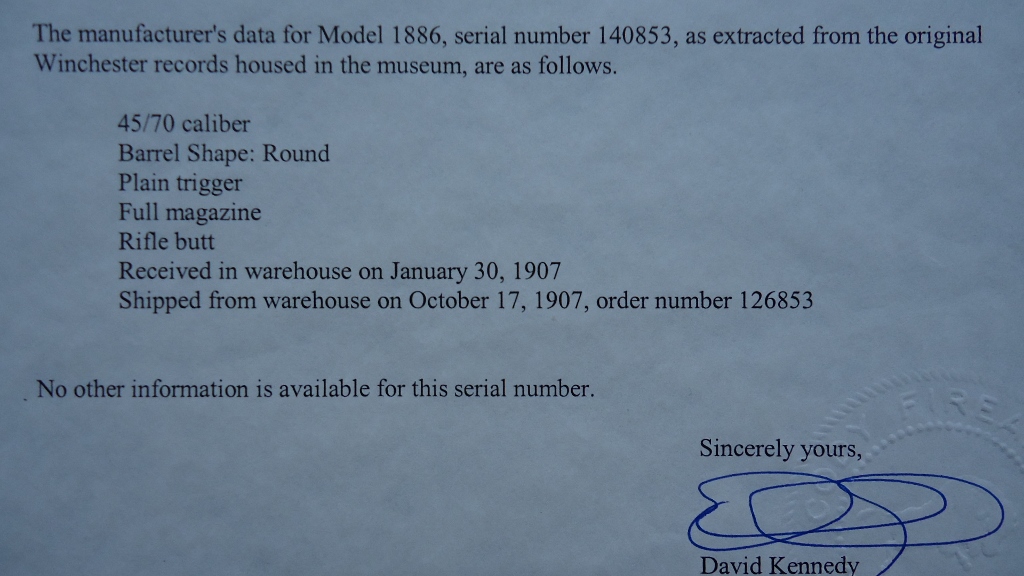 The manufacturer's data for Model 1886, serial number 140853, as extracted from the original
Winchester records housed in the museum, are as follows.
45/70 caliber
Barrel Shape: Round
Plain trigger
Full magazine
Rifle butt
Received in warehouse on January 30, 1907
Shipped from warehouse on October 17, 1907, order number 126853
No other information is available for this serial number.
Sincerely yours,
David Kennedy